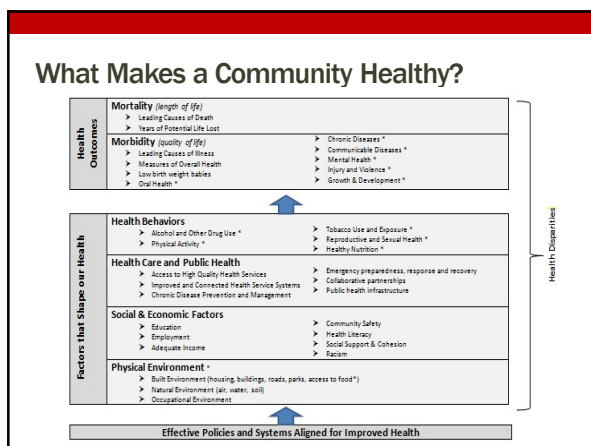 What Makes a Community Healthy?
Health Outcomes
Mortality (length of life)
Leading Causes of Death
Years of Potential Life Lost
Morbidity (quality of life)
Leading Causes of Illness
Measures of Overall Health
Low birth weight babies
Oral Health *
Chronic Diseases *
Communicable Diseases *
Mental Health *
Injury and Violence *
Growth & Development *
Factors that Shape our Health
Health Behaviors
Alcohol and Other Drug Use *
Physical Activity *
Tobacco Use and Exposure *
Reproductive and Sexual Health *
Healthy Nutrition *
Health Care and Public Health
Access to High Quality Health Services
Improved and Connected Health Service Systems
Chronic Disease Prevention and Management
Emergency preparedness, response and recovery
Collaborative partnerships
Public health infrastructure
Social & Economic Factors
Education
Employment
Adequate Income
Community Safety
Health Literacy
Social Support & Cohesion
Racism
Physical Environment *
Built Environment (housing, buildings, roads, parks, access to food*)
Natural Environment (air, water, soil)
Occupational Environment
Effective Policies and Systems Aligned for Improved Health
Health Disparities